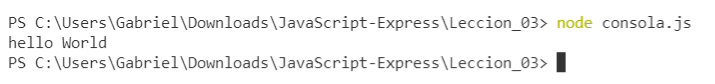 PS C:\Users\Gabriel\Downloads\JavaScript-Express\Leccion_03> node consola.js
hello World
PS C:\Users\Gabriel\Downloads\JavaScript-Express\Leccion_03>